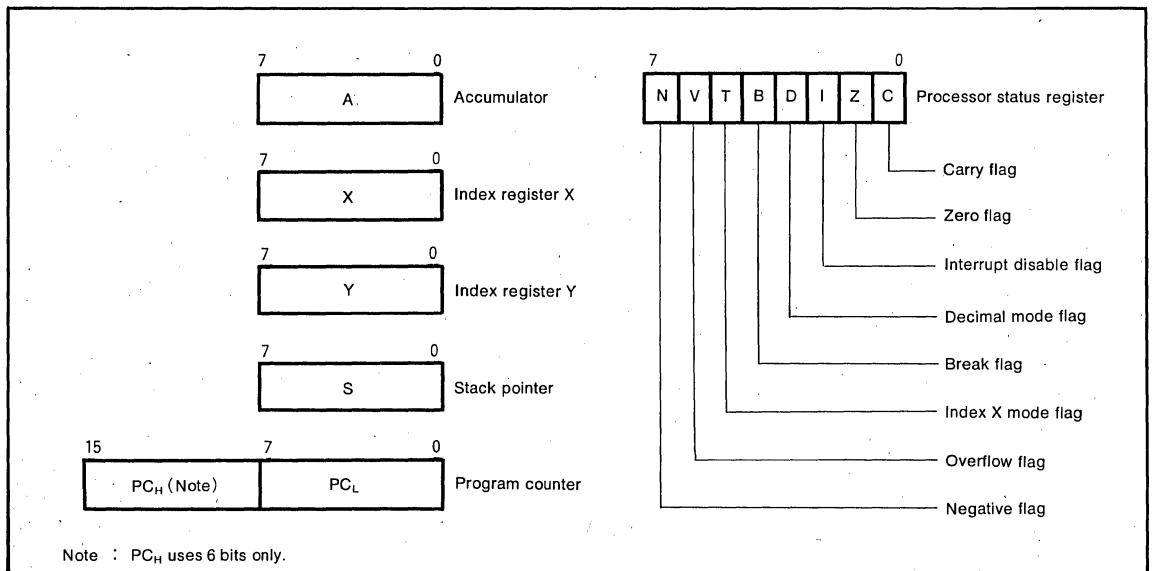 7 0
A
Accumulator
7 0
X
Index register X
7 0
Y
Index register Y
7 0
S
Stack pointer
15 7 0
PCH (Note) PCL
Program counter
Note : PCH uses 6 bits only.
7 0
N V T B D I Z C
Processor status register
Carry flag
Zero flag
Interrupt disable flag
Decimal mode flag
Break flag
Index X mode flag
Overflow flag
Negative flag